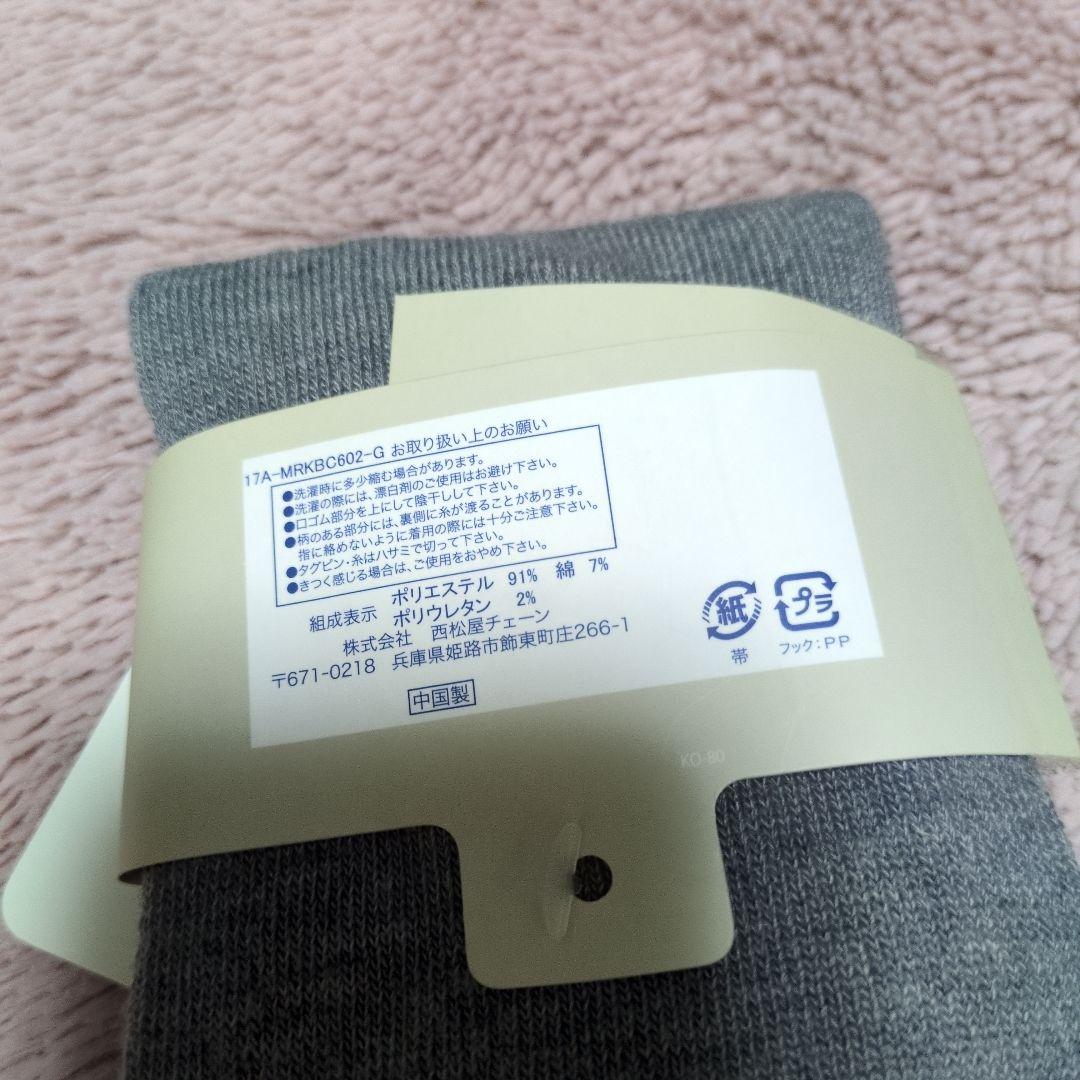 17A-MRKBC602-G お取り扱い上のお願い
●洗濯時に多少縮む場合があります。
●洗濯の際には、漂白剤のご使用はお避け下さい。
●口ゴム部分を上にして陰干しして下さい。
●柄のある部分には、裏側に糸が渡ることがあります。
指に絡めないように着用の際には十分ご注意下さい。
●タグピン・糸はハサミで切って下さい。
●きつく感じる場合は、ご使用をおやめ下さい。
組成表示 ポリエステル 91% 綿 7%
ポリウレタン 2%
株式会社 西松屋チェーン
〒671-0218 兵庫県姫路市飾東町庄266-1
中国製
紙
帯
プラ
フック:PP
KO-80